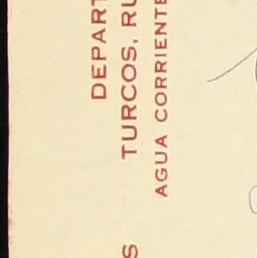 DEPART
TURCOS, RU
AGUA CORRIENTE
S